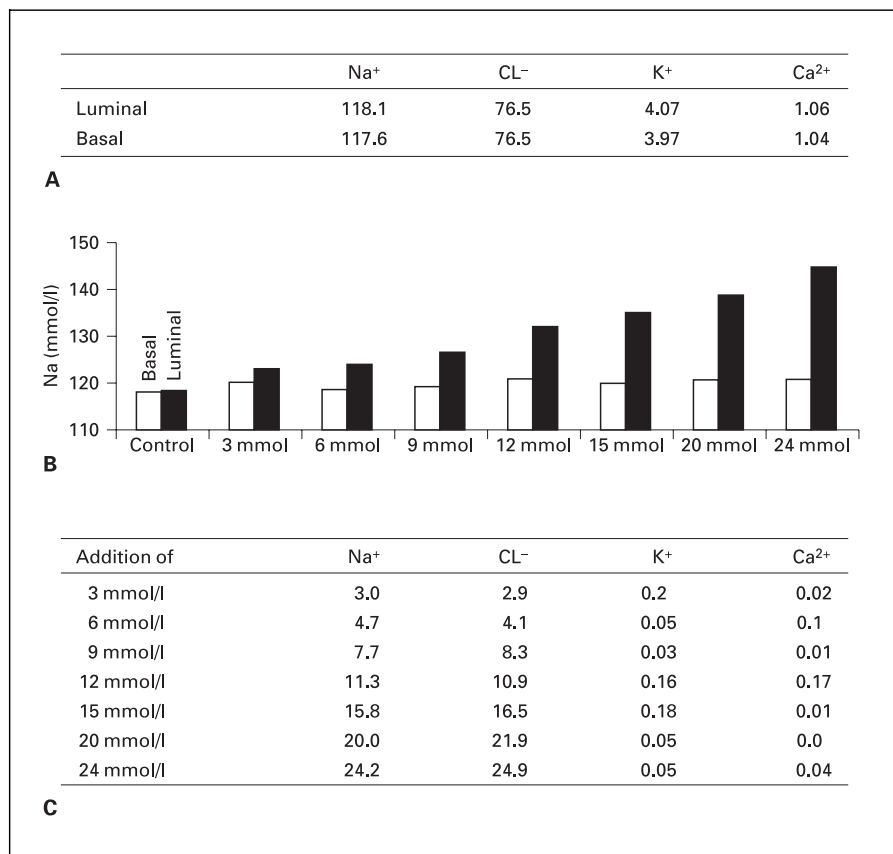 Na⁺ CL⁻ K⁺ Ca²⁺
Luminal 118.1 76.5 4.07 1.06
Basal 117.6 76.5 3.97 1.04
A
150
140
130
120
110
Na (mmol/l)
Basal
Luminal
Control 3 mmol 6 mmol 9 mmol 12 mmol 15 mmol 20 mmol 24 mmol
B
Addition of Na⁺ CL⁻ K⁺ Ca²⁺
3 mmol/l 3.0 2.9 0.2 0.02
6 mmol/l 4.7 4.1 0.05 0.1
9 mmol/l 7.7 8.3 0.03 0.01
12 mmol/l 11.3 10.9 0.16 0.17
15 mmol/l 15.8 16.5 0.18 0.01
20 mmol/l 20.0 21.9 0.05 0.0
24 mmol/l 24.2 24.9 0.05 0.04
C